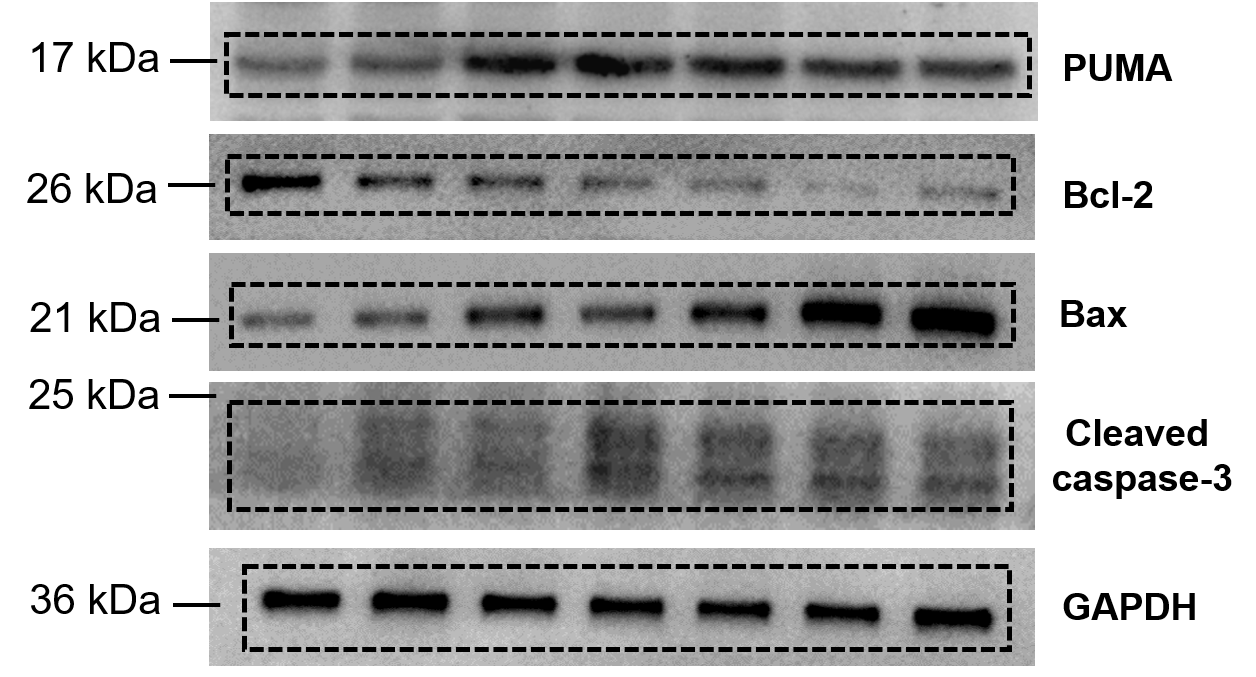 17 kDa
PUMA
26 kDa
Bcl-2
21 kDa
Bax
25 kDa
Cleaved
caspase-3
36 kDa
GAPDH